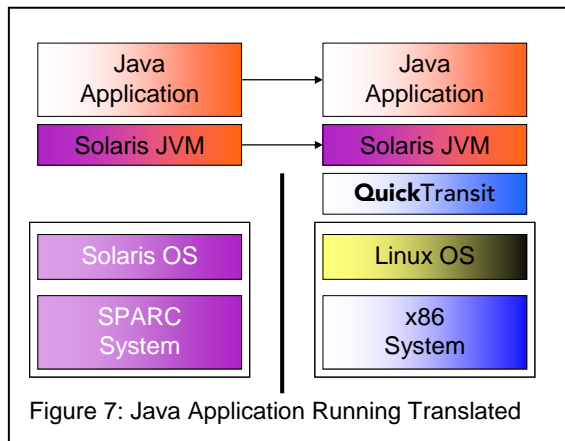 Java
Application
Java
Application
Solaris JVM
Solaris JVM
QuickTransit
Solaris OS
Linux OS
SPARC
System
x86
System
Figure 7: Java Application Running Translated